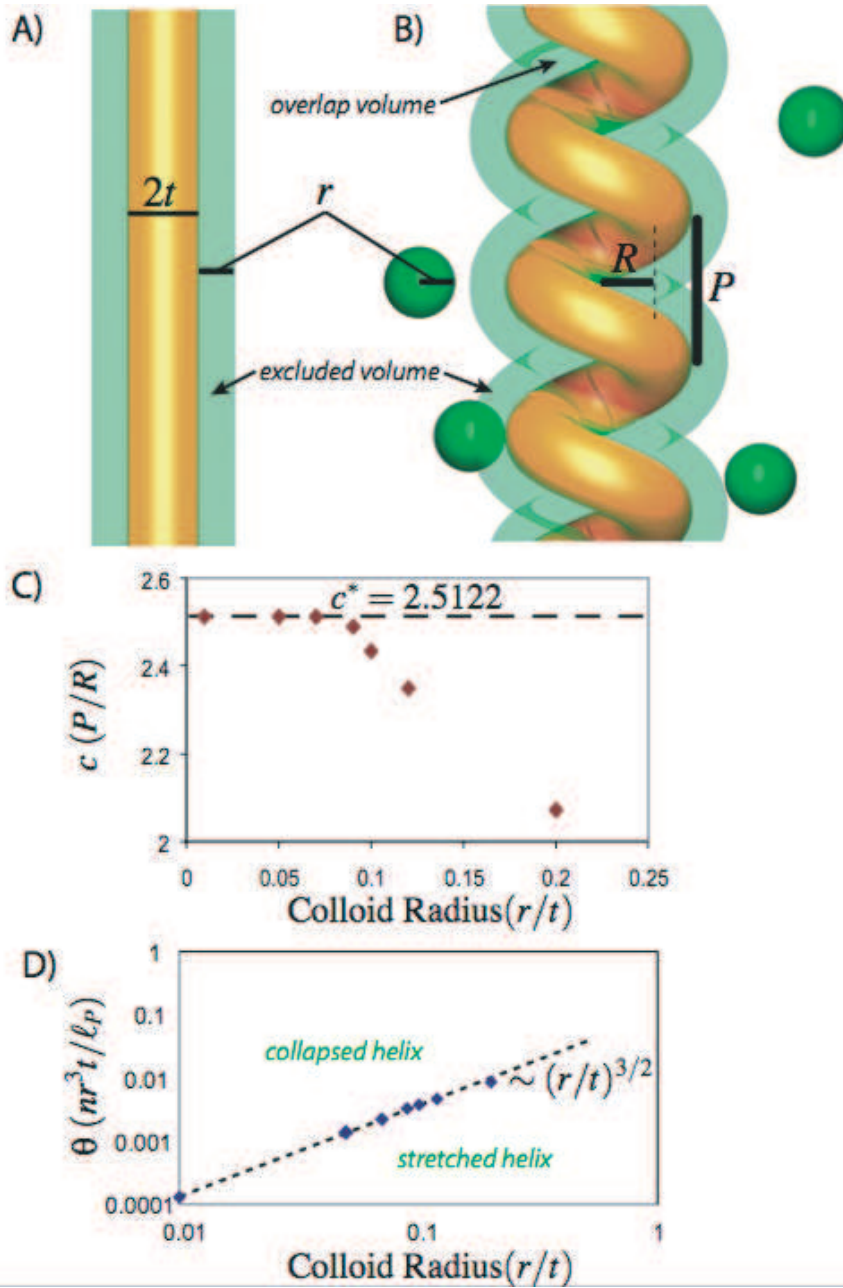 A)
B)
overlap volume
2t
r
R
P
excluded volume
C)
2.6
c* = 2.5122
2.4
c (P/R)
2.2
2
0 0.05 0.1 0.15 0.2 0.25
Colloid Radius(r/t)
D)
1
0.1
collapsed helix
θ (nr³t/ℓ_P)
0.01
~ (r/t)^{3/2}
0.001
stretched helix
0.0001
0.01 0.1 1
Colloid Radius(r/t)